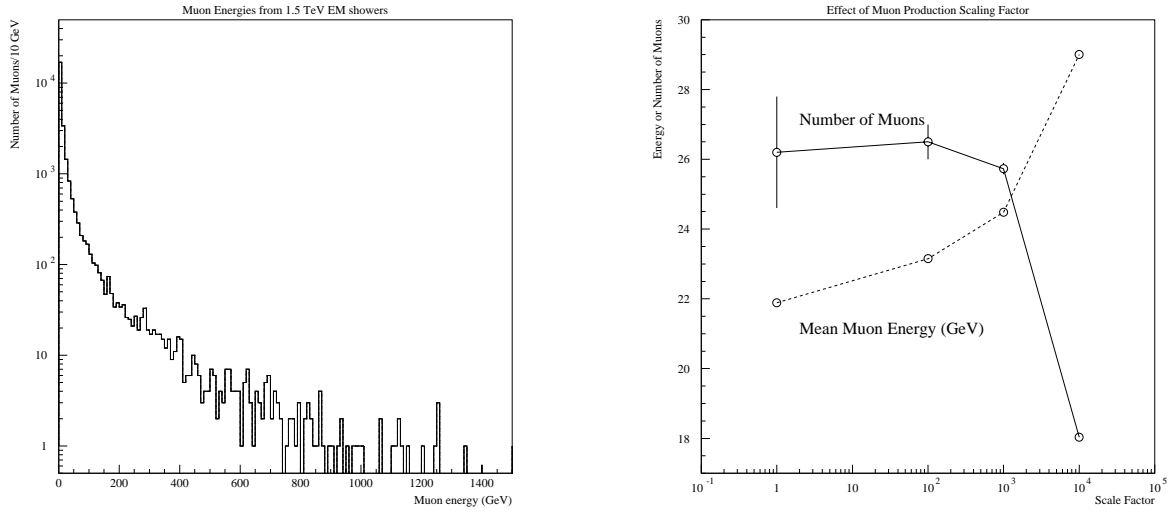 Muon Energies from 1.5 TeV EM showers
Number of Muons/10 GeV
10^4
10^3
10^2
10
1
0 200 400 600 800 1000 1200 1400
Muon energy (GeV)
Effect of Muon Production Scaling Factor
Energy or Number of Muons
30
28
26
24
22
20
18
Number of Muons
Mean Muon Energy (GeV)
10^-1 1 10 10^2 10^3 10^4 10^5
Scale Factor